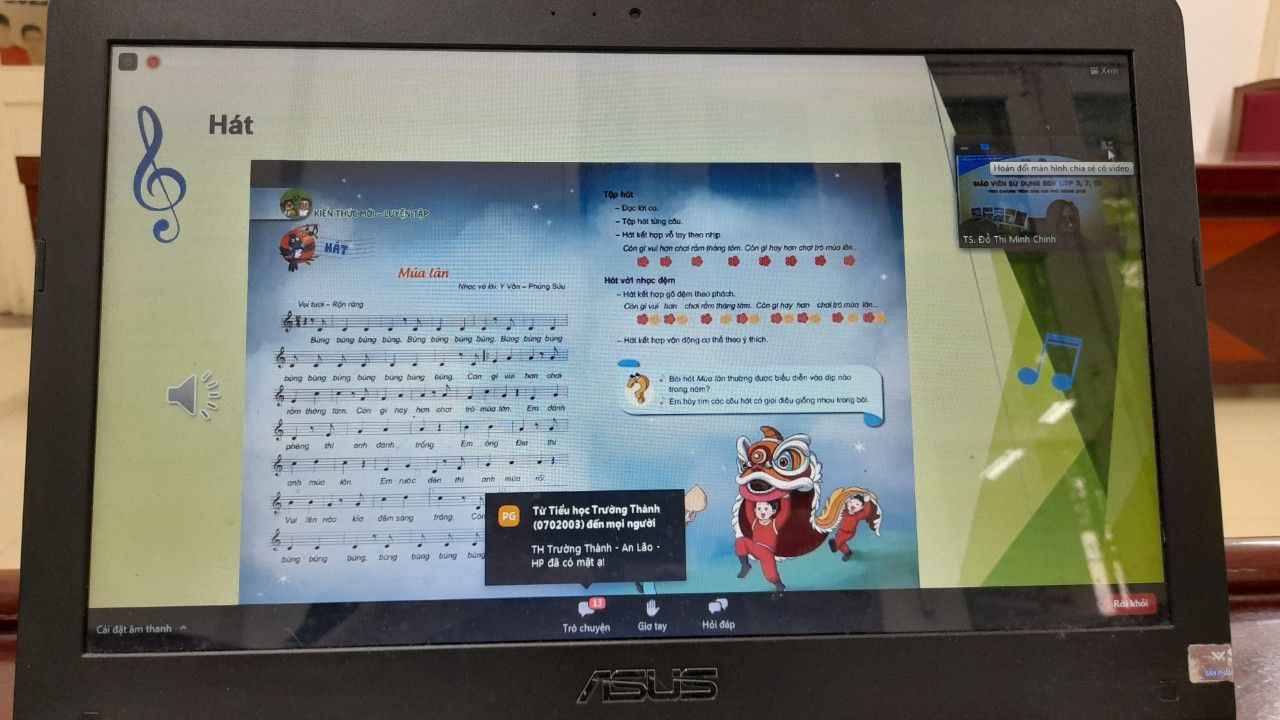 Xem
Hát
Hoán đổi màn hình chia sẻ có video
GIÁO VIÊN SỬ DỤNG SGK LỚP 3, 7, 10
TS. Đỗ Thị Minh Chinh
KIẾN THỨC MỚI – LUYỆN TẬP
HÁT
Múa lân
Nhạc và lời: Y Vân – Phùng Sửu
Vui tươi – Rộn ràng
Bùng bùng bùng bùng. Bùng bùng bùng bùng. Bùng bùng bùng
bùng bùng bùng bùng bùng bùng bùng. Còn gì vui hơn chơi
rằm tháng tám. Còn gì hay hơn chơi trò múa lân. Em đánh
phèng thì anh đánh trống. Em ông Địa thì
anh múa lân. Em rước đèn thì anh múa rối.
Vui lên nào kìa đêm sáng trăng. Còn
bùng bùng bùng, bùng bùng bùng bùng
Tập hát
– Đọc lời ca.
– Tập hát từng câu.
– Hát kết hợp vỗ tay theo nhịp.
Còn gì vui hơn chơi rằm tháng tám. Còn gì hay hơn chơi trò múa lân...
Hát với nhạc đệm
– Hát kết hợp gõ đệm theo phách.
Còn gì vui hơn chơi rằm tháng tám. Còn gì hay hơn chơi trò múa lân...
– Hát kết hợp vận động cơ thể theo ý thích.
Bài hát Múa lân thường được biểu diễn vào dịp nào
trong năm?
Em hãy tìm các câu hát có giai điệu giống nhau trong bài.
PG
Từ Tiểu học Trường Thành
(0702003) đến mọi người
TH Trường Thành - An Lão -
HP đã có mặt ạ!
Cài đặt âm thanh
13
Trò chuyện
Giơ tay
Hỏi đáp
Rời khỏi
ASUS